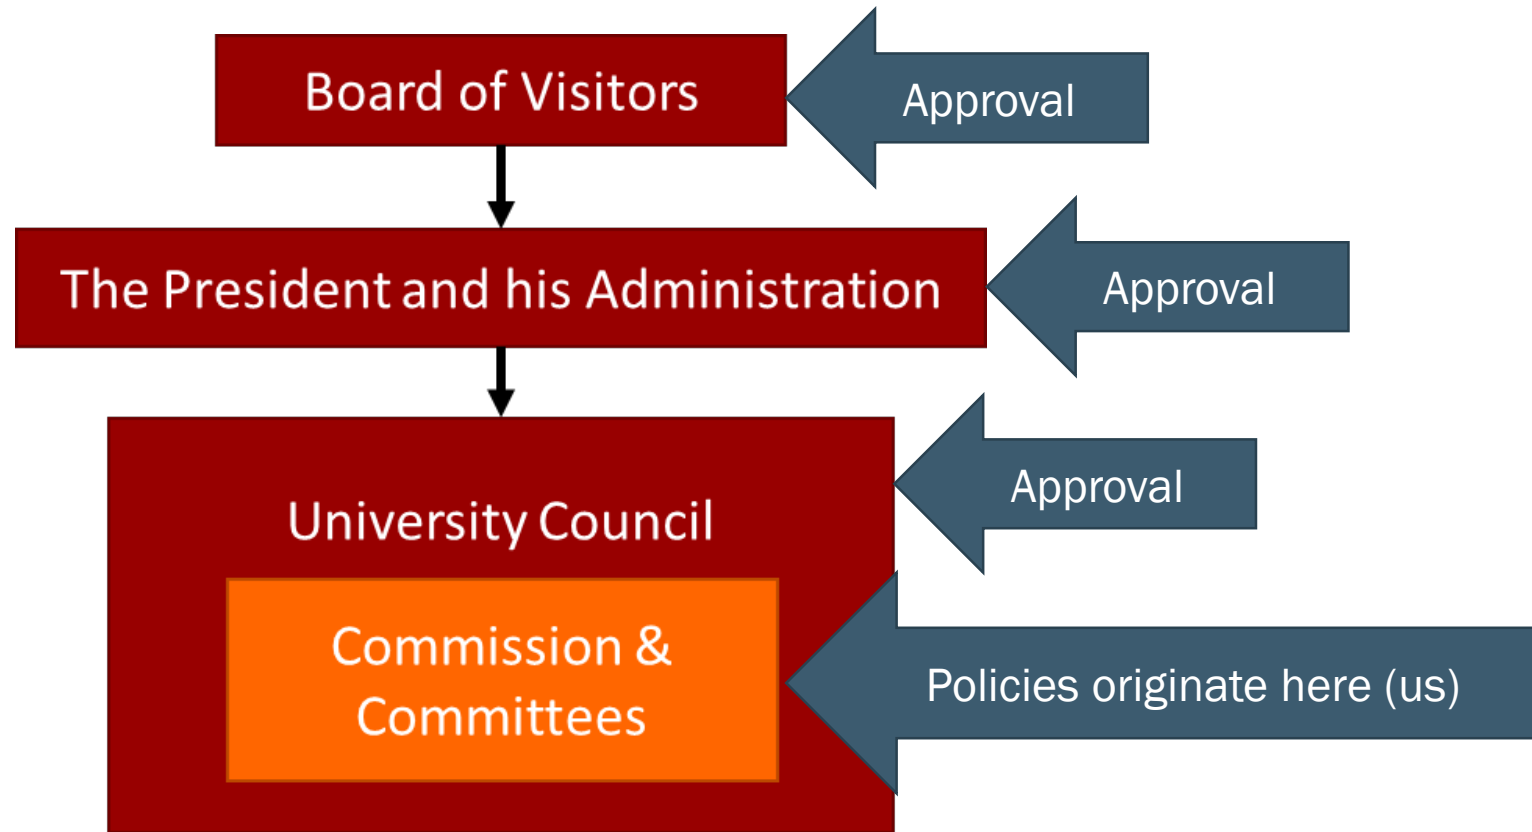 Board of Visitors
Approval
The President and his Administration
Approval
University Council
Approval
Commission &
Committees
Policies originate here (us)